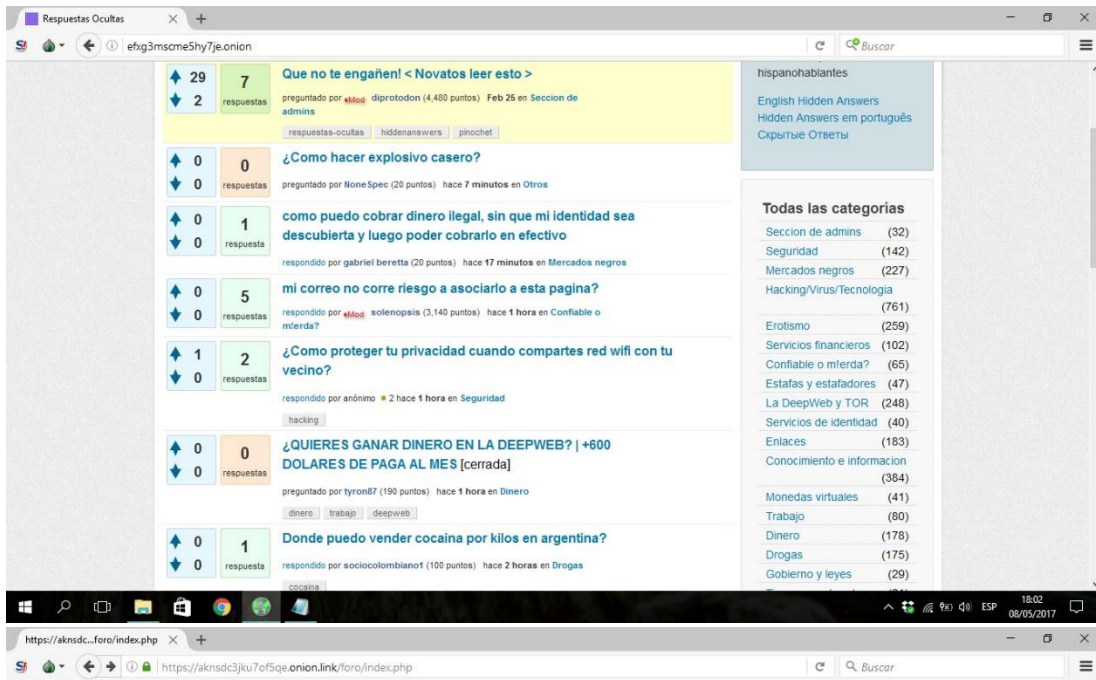 Respuestas Ocultas
efxg3mscme5hy7je.onion
Buscar
29
2
7
respuestas
Que no te engañen! < Novatos leer esto >
preguntado por Mod diprotodon (4,480 puntos) Feb 25 en Seccion de
admins
respuestas-ocultas hiddenanswers pinochet
0
0
0
respuestas
¿Como hacer explosivo casero?
preguntado por NoneSpec (20 puntos) hace 7 minutos en Otros
0
0
1
respuesta
como puedo cobrar dinero ilegal, sin que mi identidad sea
descubierta y luego poder cobrarlo en efectivo
respondido por gabriel beretta (20 puntos) hace 17 minutos en Mercados negros
0
0
5
respuestas
mi correo no corre riesgo a asociarlo a esta pagina?
respondido por Mod solenopsis (3,140 puntos) hace 1 hora en Confiable o
m!erda?
1
0
2
respuestas
¿Como proteger tu privacidad cuando compartes red wifi con tu
vecino?
respondido por anónimo 2 hace 1 hora en Seguridad
hacking
0
0
0
respuestas
¿QUIERES GANAR DINERO EN LA DEEPWEB? | +600
DOLARES DE PAGA AL MES [cerrada]
preguntado por tyron87 (190 puntos) hace 1 hora en Dinero
dinero trabajo deepweb
0
0
1
respuesta
Donde puedo vender cocaina por kilos en argentina?
respondido por sociocolombiano1 (100 puntos) hace 2 horas en Drogas
cocaina
hispanohablantes
English Hidden Answers
Hidden Answers em português
Скрытые Ответы
Todas las categorías
Seccion de admins (32)
Seguridad (142)
Mercados negros (227)
Hacking/Virus/Tecnologia
(761)
Erotismo (259)
Servicios financieros (102)
Confiable o m!erda? (65)
Estafas y estafadores (47)
La DeepWeb y TOR (248)
Servicios de identidad (40)
Enlaces (183)
Conocimiento e informacion
(384)
Monedas virtuales (41)
Trabajo (80)
Dinero (178)
Drogas (175)
Gobierno y leyes (29)
ESP
18:02
08/05/2017
https://aknsdc...foro/index.php
https://aknsdc3jku7of5qe.onion.link/foro/index.php
Buscar